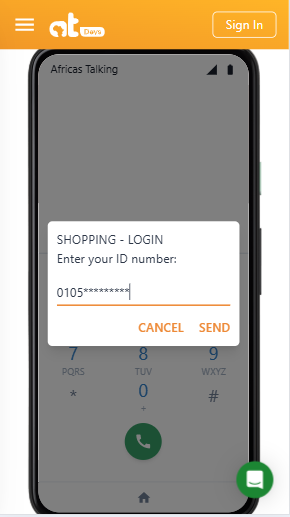 at Days
Sign In
Africas Talking
SHOPPING - LOGIN
Enter your ID number:
0105*********
CANCEL SEND
7 8 9
PQRS TUV WXYZ
* 0 #
+